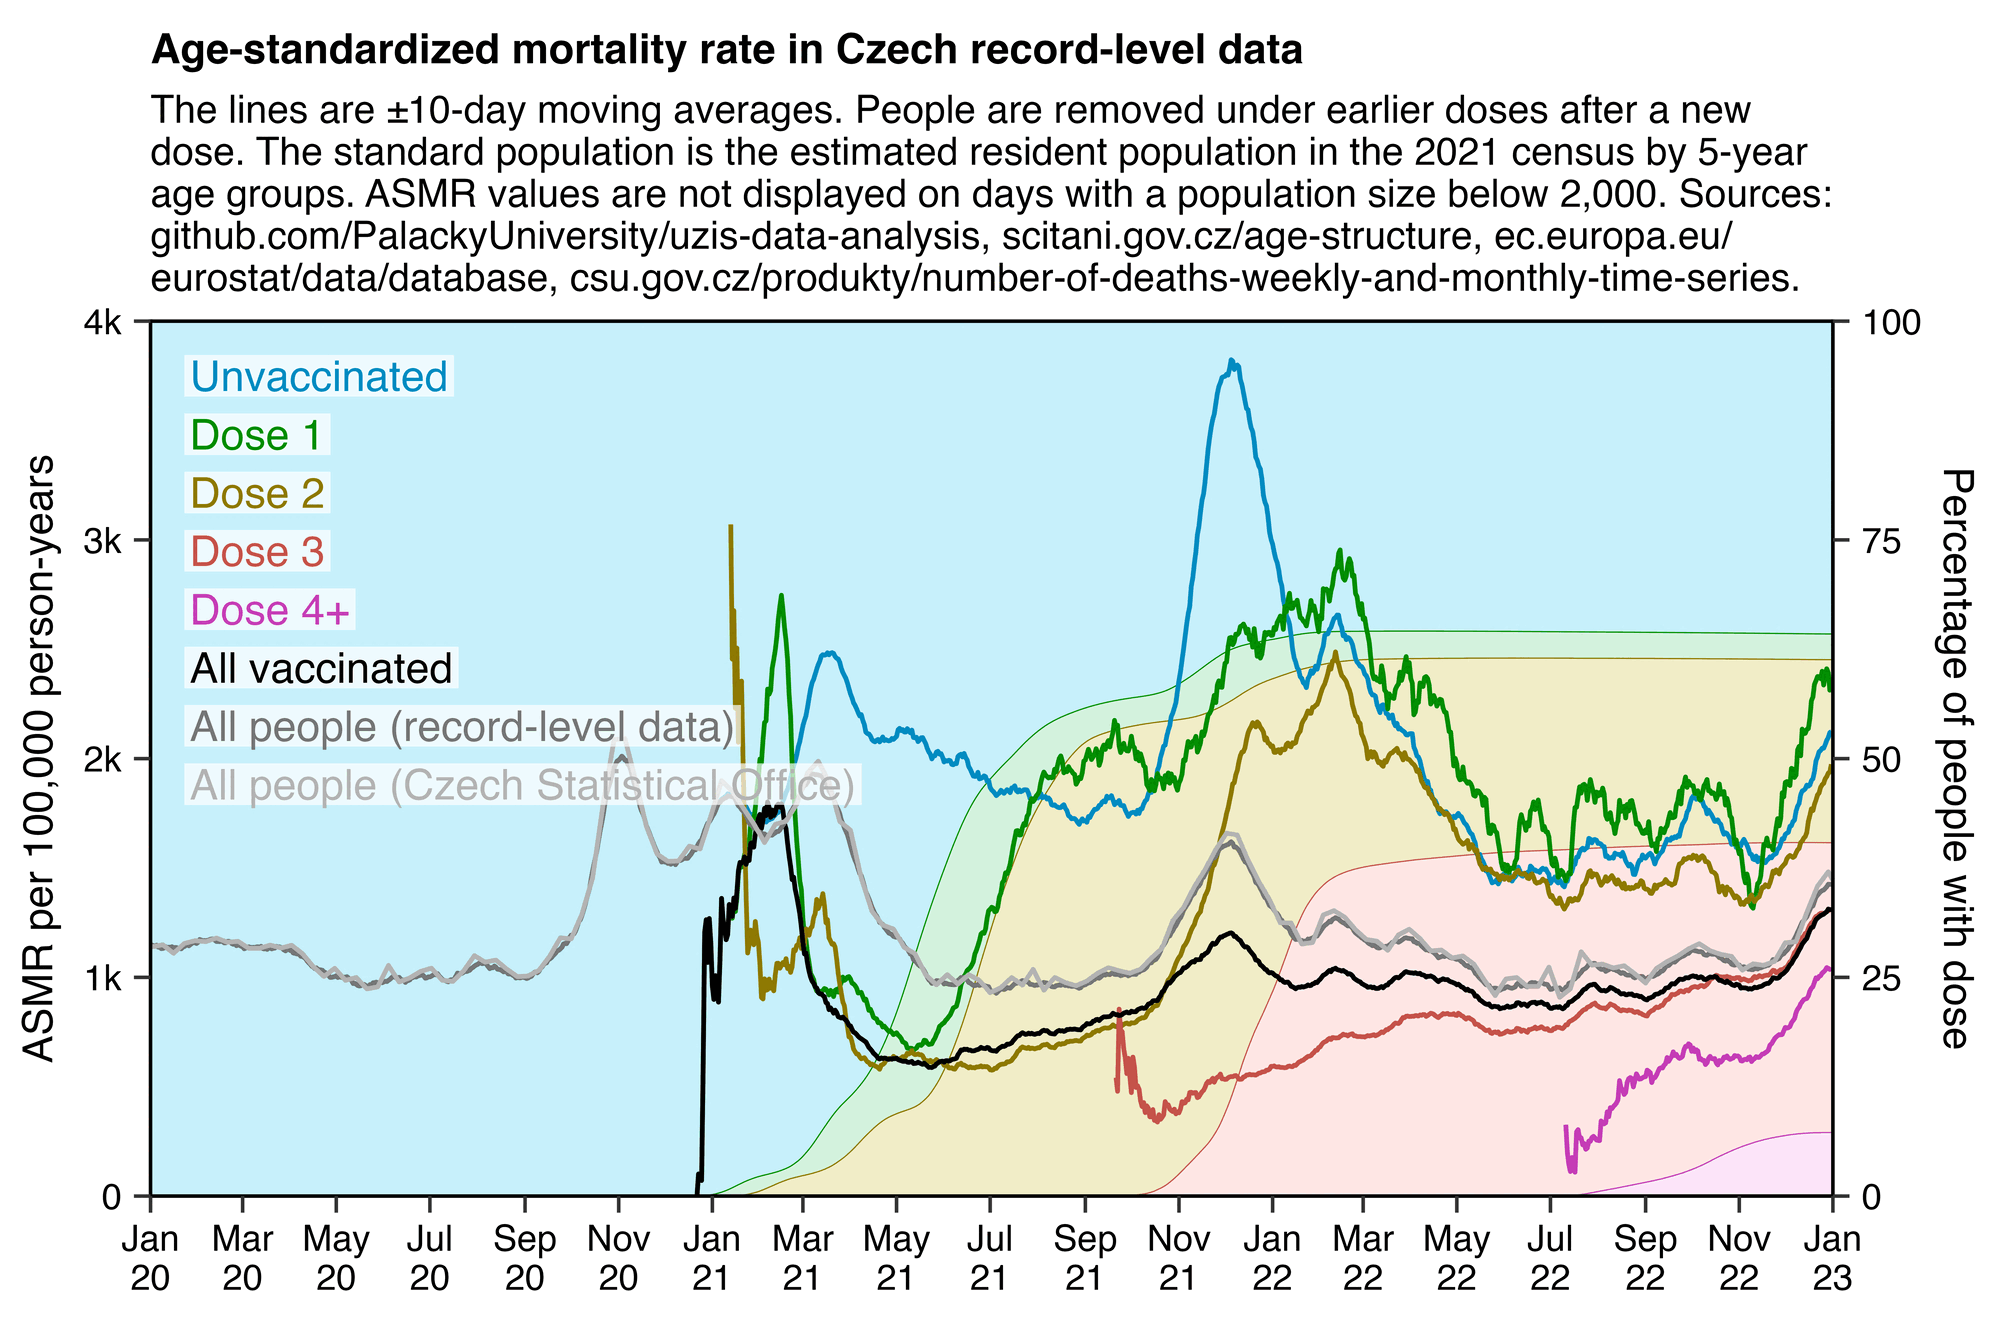 Age-standardized mortality rate in Czech record-level data
The lines are ±10-day moving averages. People are removed under earlier doses after a new
dose. The standard population is the estimated resident population in the 2021 census by 5-year
age groups. ASMR values are not displayed on days with a population size below 2,000. Sources:
github.com/PalackyUniversity/uzis-data-analysis, scitani.gov.cz/age-structure, ec.europa.eu/
eurostat/data/database, csu.gov.cz/produkty/number-of-deaths-weekly-and-monthly-time-series.
4k
3k
2k
1k
0
ASMR per 100,000 person-years
Unvaccinated
Dose 1
Dose 2
Dose 3
Dose 4+
All vaccinated
All people (record-level data)
All people (Czech Statistical Office)
100
75
50
25
0
Percentage of people with dose
Jan Mar May Jul Sep Nov Jan Mar May Jul Sep Nov Jan Mar May Jul Sep Nov Jan
20 20 20 20 20 20 21 21 21 21 21 21 22 22 22 22 22 22 23